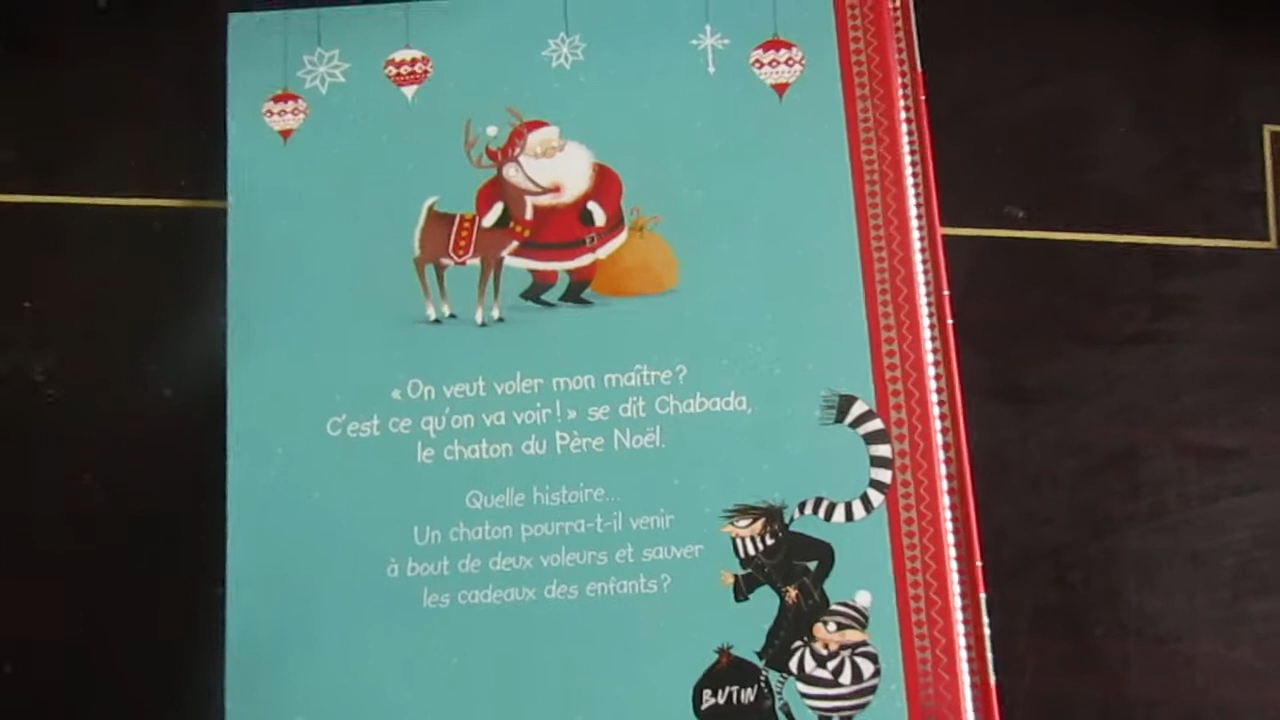 « On veut voler mon maître ?
C'est ce qu'on va voir ! » se dit Chabada,
le chaton du Père Noël.
Quelle histoire...
Un chaton pourra-t-il venir
à bout de deux voleurs et sauver
les cadeaux des enfants ?
BUTIN